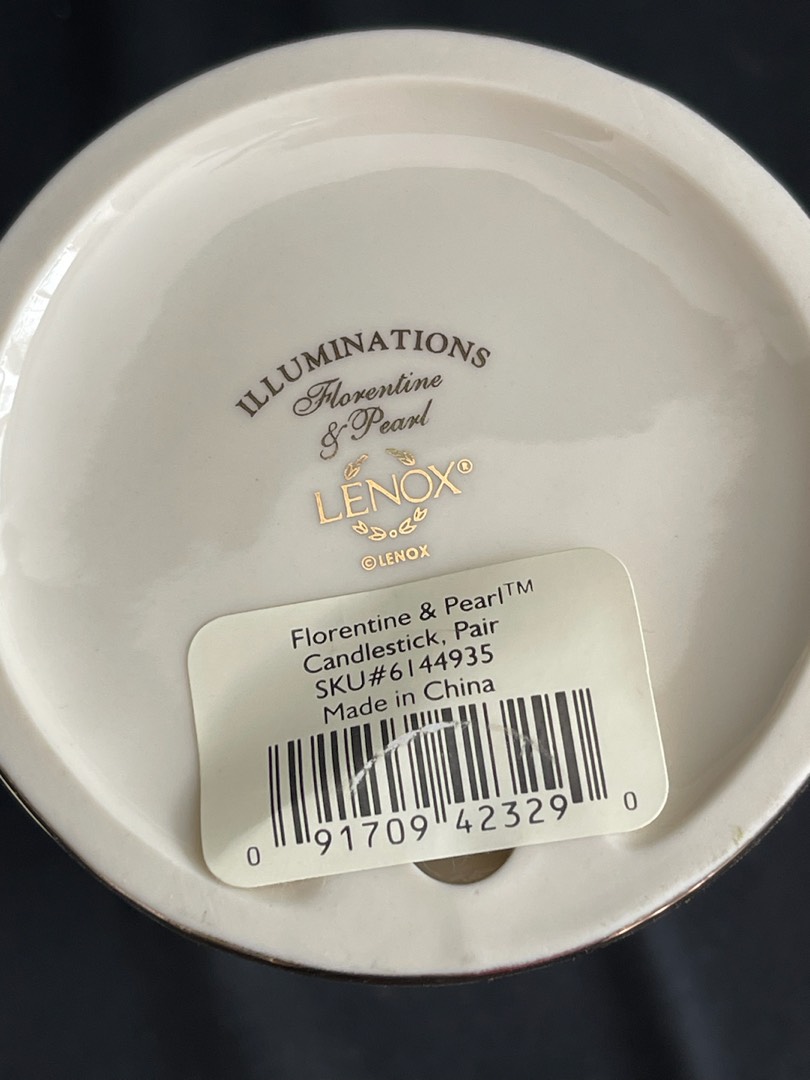 ILLUMINATIONS
Florentine
& Pearl
LENOX®
©LENOX
Florentine & Pearl™
Candlestick, Pair
SKU#6144935
Made in China
0 91709 42329 0